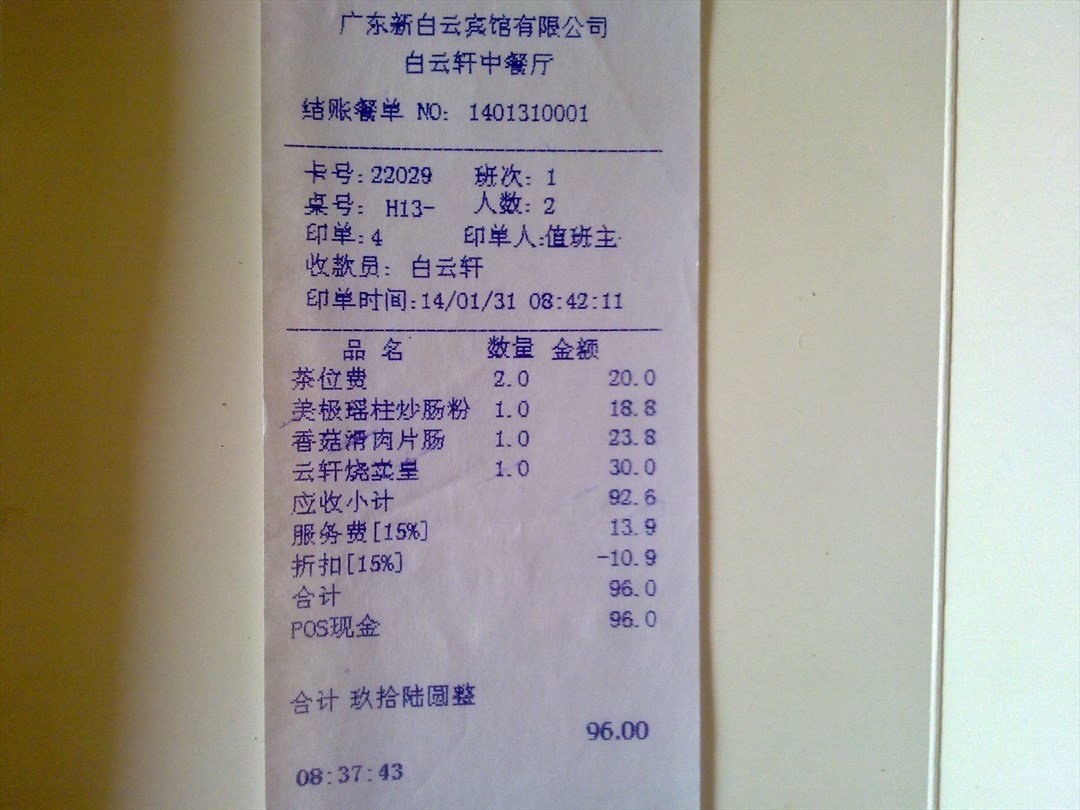 广东新白云宾馆有限公司
白云轩中餐厅
结账餐单 NO: 1401310001
卡号:22029 班次: 1
桌号: H13- 人数: 2
印单:4 印单人:值班主
收款员: 白云轩
印单时间:14/01/31 08:42:11
品 名 数量 金额
茶位费 2.0 20.0
美极瑶柱炒肠粉 1.0 18.8
香菇滑肉片肠 1.0 23.8
云轩烧卖皇 1.0 30.0
应收小计 92.6
服务费[15%] 13.9
折扣[15%] -10.9
合计 96.0
POS现金 96.0
合计 玖拾陆圆整
96.00
08:37:43